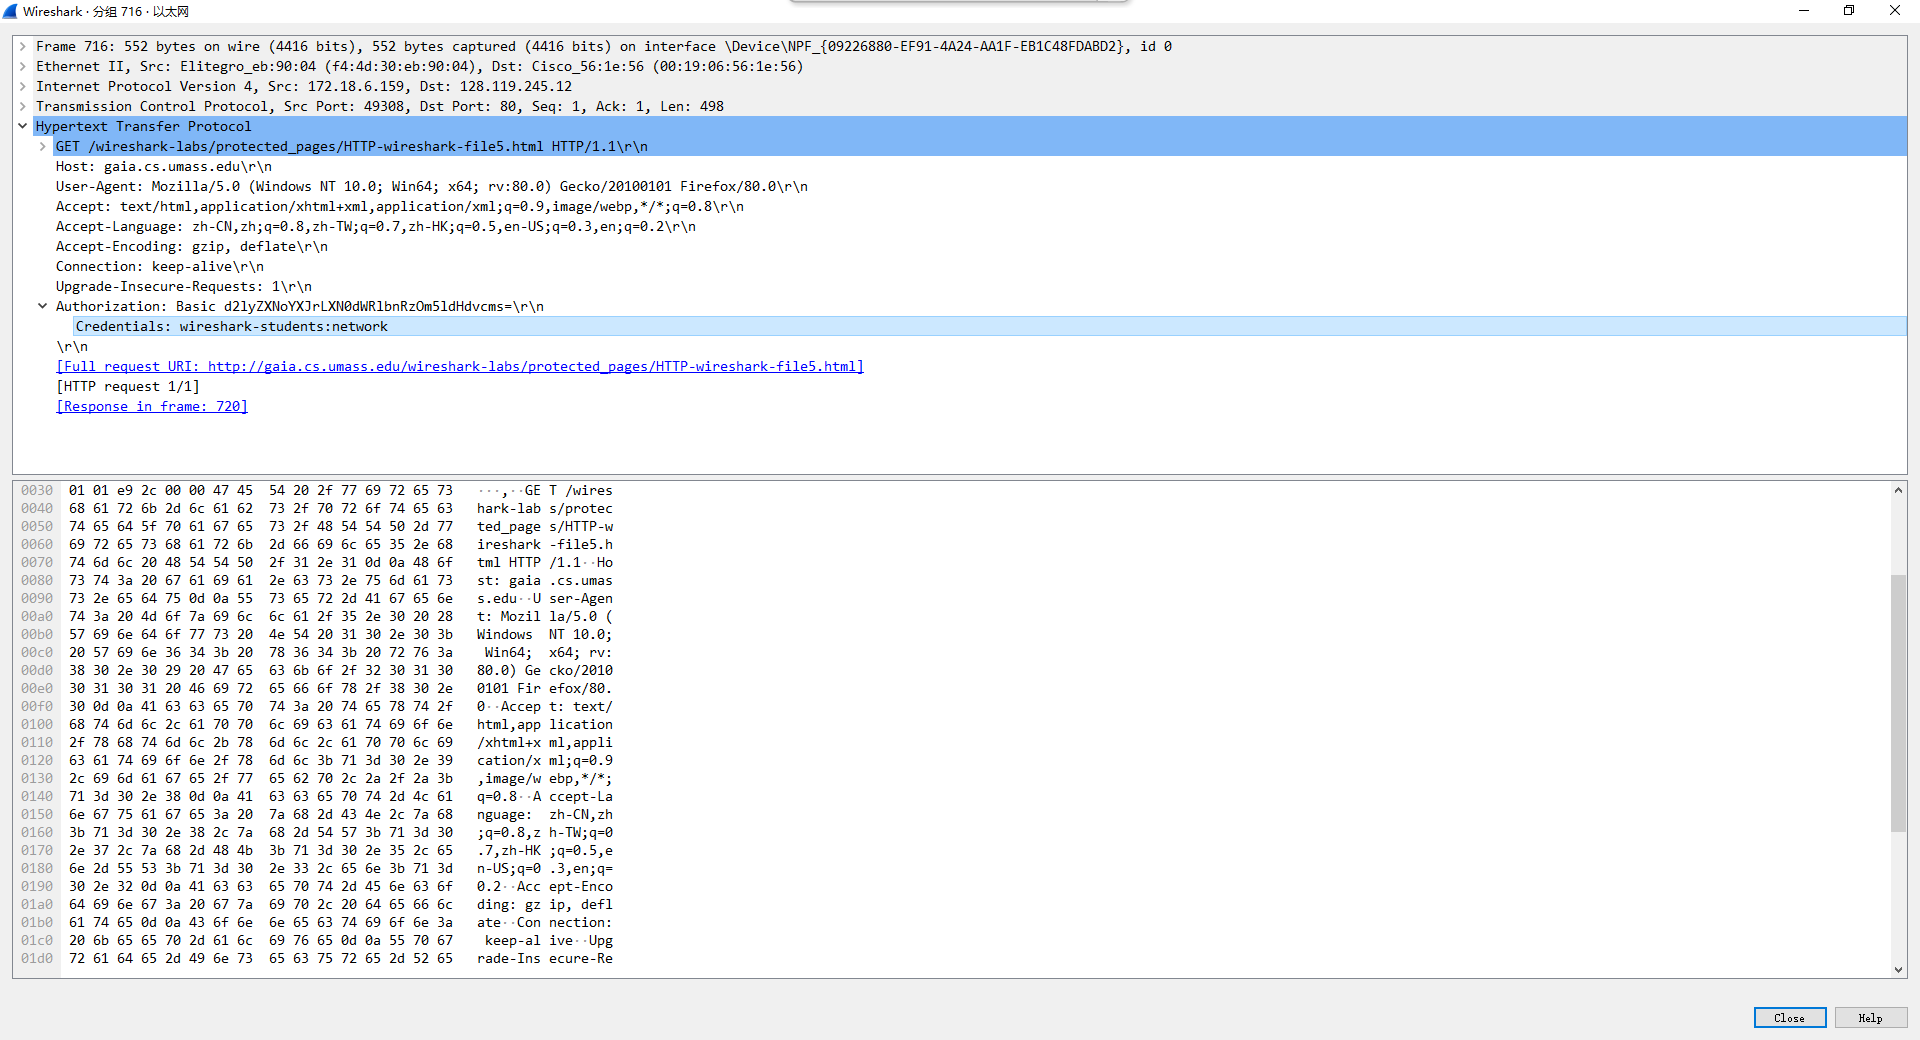 Wireshark · 分组 716 · 以太网
Frame 716: 552 bytes on wire (4416 bits), 552 bytes captured (4416 bits) on interface \Device\NPF_{09226880-EF91-4A24-AA1F-EB1C48FDABD2}, id 0
Ethernet II, Src: Elitegro_eb:90:04 (f4:4d:30:eb:90:04), Dst: Cisco_56:1e:56 (00:19:06:56:1e:56)
Internet Protocol Version 4, Src: 172.18.6.159, Dst: 128.119.245.12
Transmission Control Protocol, Src Port: 49308, Dst Port: 80, Seq: 1, Ack: 1, Len: 498
Hypertext Transfer Protocol
GET /wireshark-labs/protected_pages/HTTP-wireshark-file5.html HTTP/1.1\r\n
Host: gaia.cs.umass.edu\r\n
User-Agent: Mozilla/5.0 (Windows NT 10.0; Win64; x64; rv:80.0) Gecko/20100101 Firefox/80.0\r\n
Accept: text/html,application/xhtml+xml,application/xml;q=0.9,image/webp,*/*;q=0.8\r\n
Accept-Language: zh-CN,zh;q=0.8,zh-TW;q=0.7,zh-HK;q=0.5,en-US;q=0.3,en;q=0.2\r\n
Accept-Encoding: gzip, deflate\r\n
Connection: keep-alive\r\n
Upgrade-Insecure-Requests: 1\r\n
Authorization: Basic d2lyZXNoYXJrLXN0dWRlbnRzOm5ldHdvcms=\r\n
Credentials: wireshark-students:network
\r\n
[Full request URI: http://gaia.cs.umass.edu/wireshark-labs/protected_pages/HTTP-wireshark-file5.html]
[HTTP request 1/1]
[Response in frame: 720]
0030 01 01 e9 2c 00 00 47 45 54 20 2f 77 69 72 65 73 ···,··GE T /wires
0040 68 61 72 6b 2d 6c 61 62 73 2f 70 72 6f 74 65 63 hark-lab s/protec
0050 74 65 64 5f 70 61 67 65 73 2f 48 54 54 50 2d 77 ted_page s/HTTP-w
0060 69 72 65 73 68 61 72 6b 2d 66 69 6c 65 35 2e 68 ireshark -file5.h
0070 74 6d 6c 20 48 54 54 50 2f 31 2e 31 0d 0a 48 6f tml HTTP /1.1··Ho
0080 73 74 3a 20 67 61 69 61 2e 63 73 2e 75 6d 61 73 st: gaia .cs.umas
0090 73 2e 65 64 75 0d 0a 55 73 65 72 2d 41 67 65 6e s.edu··U ser-Agen
00a0 74 3a 20 4d 6f 7a 69 6c 6c 61 2f 35 2e 30 20 28 t: Mozil la/5.0 (
00b0 57 69 6e 64 6f 77 73 20 4e 54 20 31 30 2e 30 3b Windows NT 10.0;
00c0 20 57 69 6e 36 34 3b 20 78 36 34 3b 20 72 76 3a Win64; x64; rv:
00d0 38 30 2e 30 29 20 47 65 63 6b 6f 2f 32 30 31 30 80.0) Ge cko/2010
00e0 30 31 30 31 20 46 69 72 65 66 6f 78 2f 38 30 2e 0101 Fir efox/80.
00f0 30 0d 0a 41 63 63 65 70 74 3a 20 74 65 78 74 2f 0··Accep t: text/
0100 68 74 6d 6c 2c 61 70 70 6c 69 63 61 74 69 6f 6e html,app lication
0110 2f 78 68 74 6d 6c 2b 78 6d 6c 2c 61 70 70 6c 69 /xhtml+x ml,appli
0120 63 61 74 69 6f 6e 2f 78 6d 6c 3b 71 3d 30 2e 39 cation/x ml;q=0.9
0130 2c 69 6d 61 67 65 2f 77 65 62 70 2c 2a 2f 2a 3b ,image/w ebp,*/*;
0140 71 3d 30 2e 38 0d 0a 41 63 63 65 70 74 2d 4c 61 q=0.8··A ccept-La
0150 6e 67 75 61 67 65 3a 20 7a 68 2d 43 4e 2c 7a 68 nguage: zh-CN,zh
0160 3b 71 3d 30 2e 38 2c 7a 68 2d 54 57 3b 71 3d 30 ;q=0.8,z h-TW;q=0
0170 2e 37 2c 7a 68 2d 48 4b 3b 71 3d 30 2e 35 2c 65 .7,zh-HK ;q=0.5,e
0180 6e 2d 55 53 3b 71 3d 30 2e 33 2c 65 6e 3b 71 3d n-US;q=0 .3,en;q=
0190 30 2e 32 0d 0a 41 63 63 65 70 74 2d 45 6e 63 6f 0.2··Acc ept-Enco
01a0 64 69 6e 67 3a 20 67 7a 69 70 2c 20 64 65 66 6c ding: gz ip, defl
01b0 61 74 65 0d 0a 43 6f 6e 6e 65 63 74 69 6f 6e 3a ate··Con nection:
01c0 20 6b 65 65 70 2d 61 6c 69 76 65 0d 0a 55 70 67 keep-al ive··Upg
01d0 72 61 64 65 2d 49 6e 73 65 63 75 72 65 2d 52 65 rade-Ins ecure-Re
Close
Help